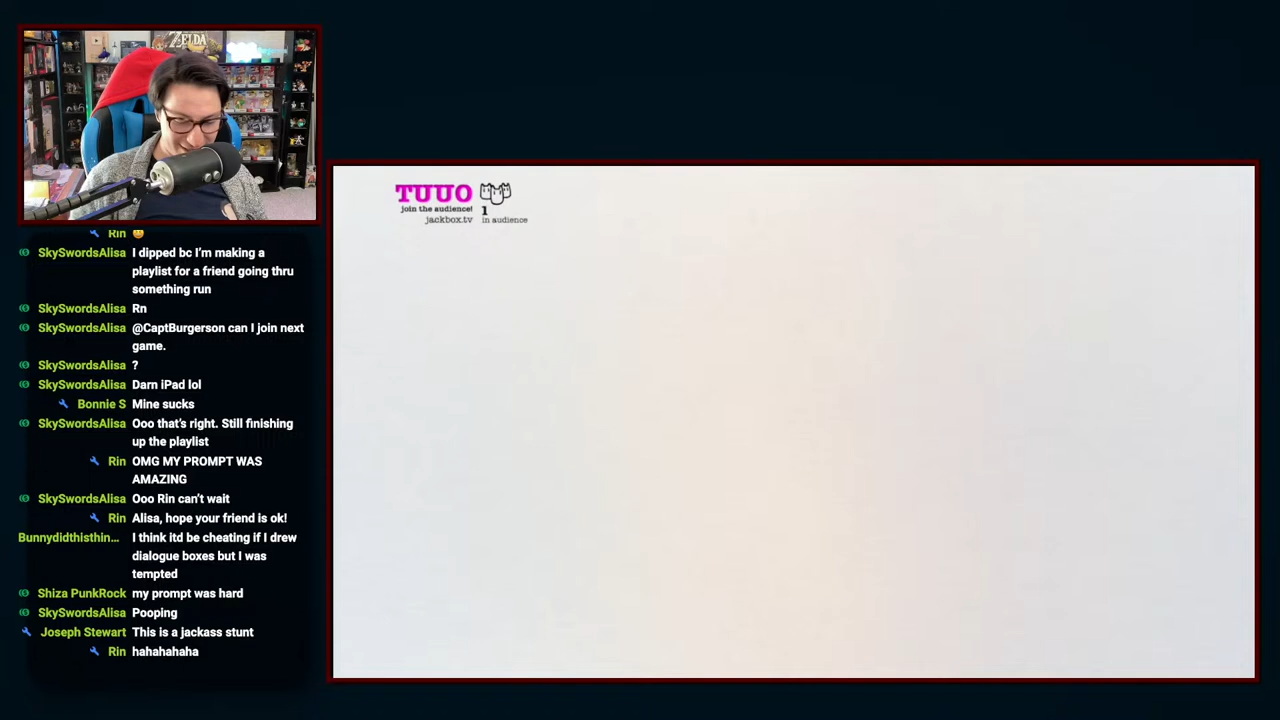 ZELDA
TUUO
join the audience!
jackbox.tv
1
in audience
Rin
SkySwordsAlisa I dipped bc I’m making a
playlist for a friend going thru
something run
SkySwordsAlisa Rn
SkySwordsAlisa @CaptBurgerson can I join next
game.
SkySwordsAlisa ?
SkySwordsAlisa Darn iPad lol
Bonnie S Mine sucks
SkySwordsAlisa Ooo that’s right. Still finishing
up the playlist
Rin OMG MY PROMPT WAS
AMAZING
SkySwordsAlisa Ooo Rin can’t wait
Rin Alisa, hope your friend is ok!
Bunnydidthisthin... I think itd be cheating if I drew
dialogue boxes but I was
tempted
Shiza PunkRock my prompt was hard
SkySwordsAlisa Pooping
Joseph Stewart This is a jackass stunt
Rin hahahahaha